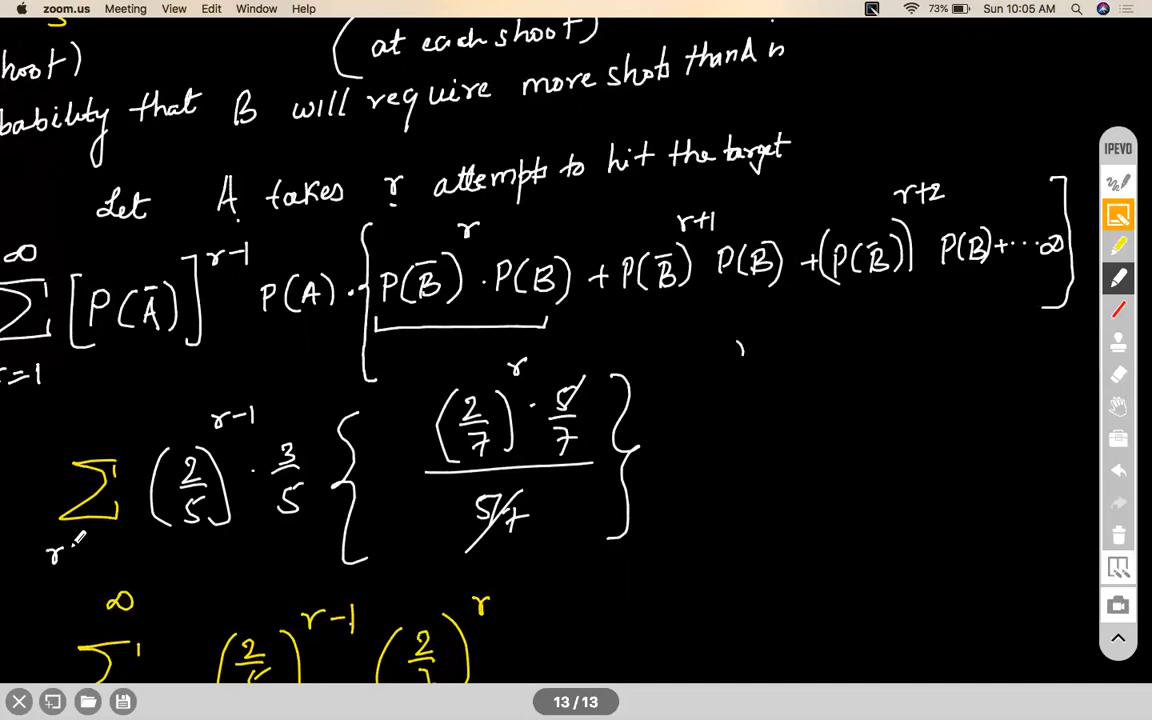 zoom.us Meeting View Edit Window Help 73% Sun 10:05 AM
hoot) (at each shoot)
obability that B will require more shots than A is
Let A takes r attempts to hit the target
∞ ∑ r=1 [P(Ā)]^{r-1} P(A) · { P(B̄)^r · P(B) + P(B̄)^{r+1} P(B) + (P(B̄))^{r+2} P(B) + ··· ∞ ]
∑ r (2/5)^{r-1} · 3/5 { (2/7)^r · 5/7 / 5/7 }
∞ ∑ (2/5)^{r-1} (2/7)^r
IPEVO
13 / 13